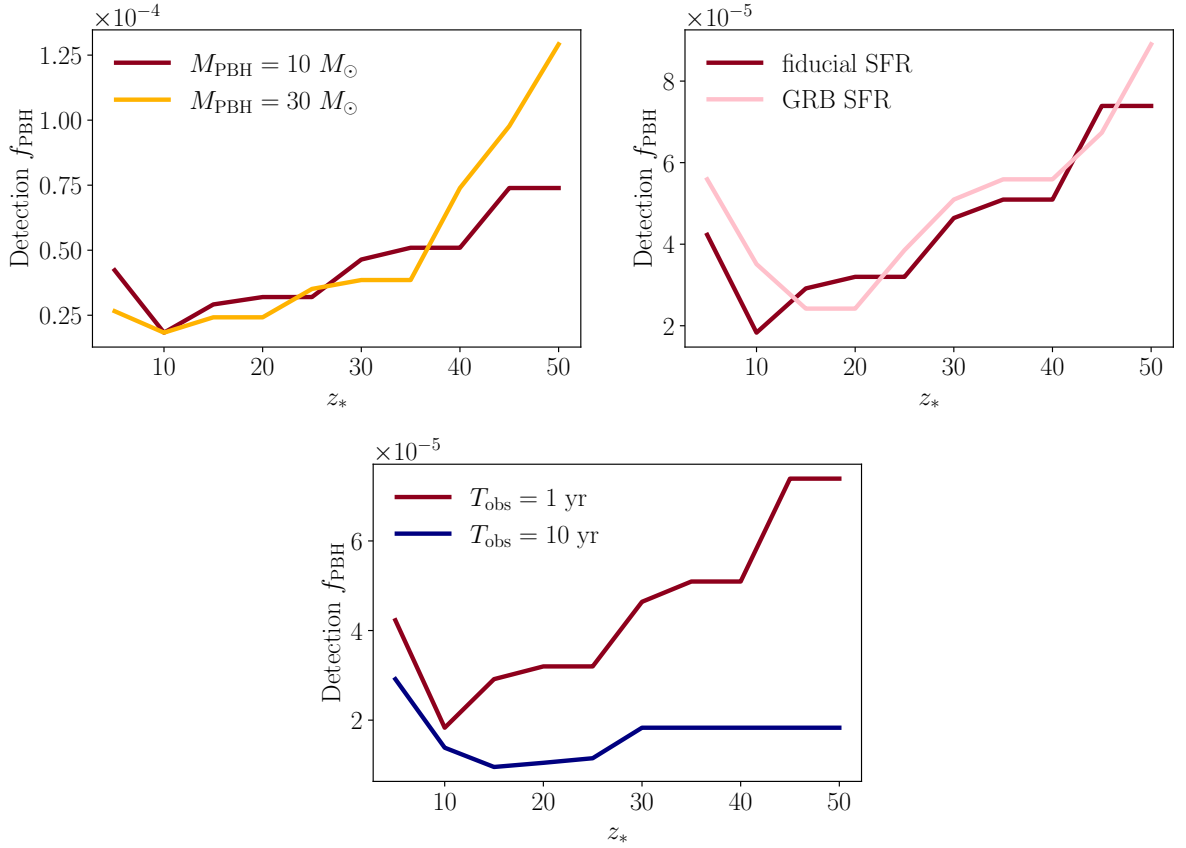 ×10⁻⁴
Detection f_PBH
1.25
1.00
0.75
0.50
0.25
M_PBH = 10 M_⊙
M_PBH = 30 M_⊙
10 20 30 40 50
z_*
×10⁻⁵
Detection f_PBH
8
6
4
2
fiducial SFR
GRB SFR
10 20 30 40 50
z_*
×10⁻⁵
Detection f_PBH
6
4
2
T_obs = 1 yr
T_obs = 10 yr
10 20 30 40 50
z_*